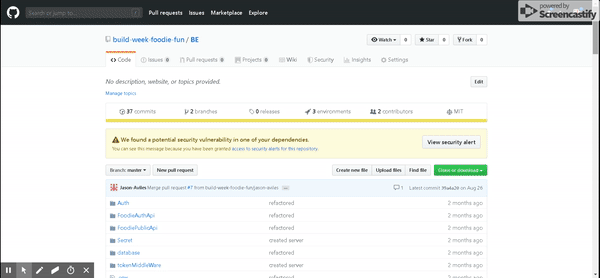 powered by
Screencastify
Search or jump to...
/
Pull requests Issues Marketplace Explore
build-week-foodie-fun / BE
Watch 0 Star 0 Fork 0
Code Issues 0 Pull requests 0 Projects 0 Wiki Security Insights Settings
No description, website, or topics provided. Edit
Manage topics
37 commits 2 branches 0 releases 3 environments 2 contributors MIT
We found a potential security vulnerability in one of your dependencies.
You can see this message because you have been granted access to security alerts for this repository.
View security alert
Branch: master New pull request Create new file Upload files Find file Clone or download
Jason Aviles Merge pull request #7 from build-week-foodie-fun/jason-aviles 1 Latest commit on Aug 29
Auth refactored 2 months ago
FoodieAuthApi refactored 2 months ago
FoodiePublicApi refactored 2 months ago
Secret created server 2 months ago
database refactored 2 months ago
tokenMiddleWare created server 2 months ago